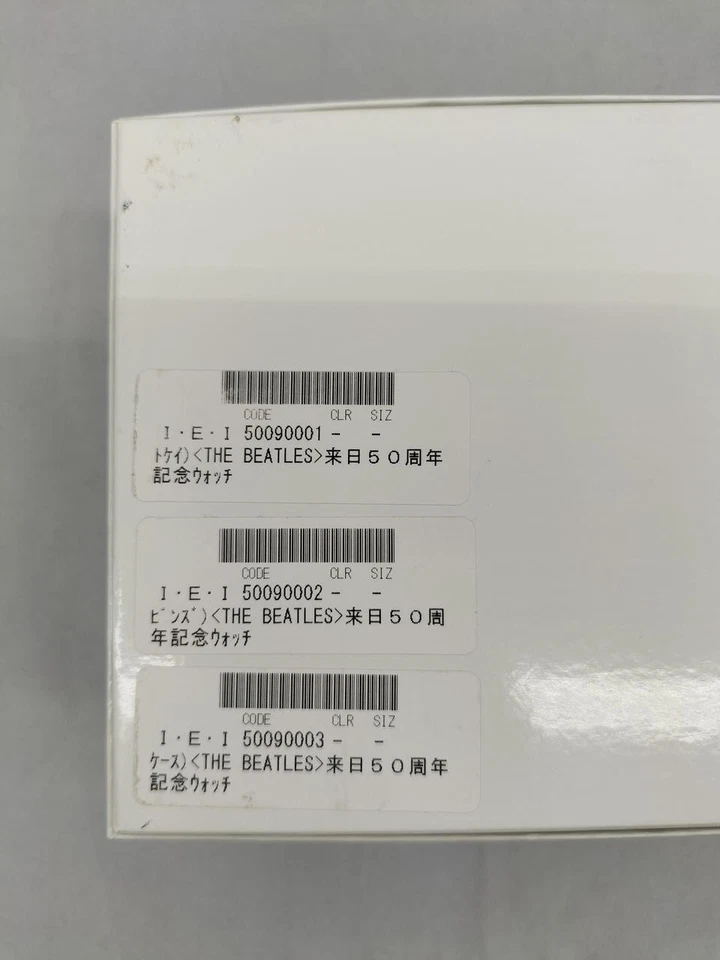 CODE CLR SIZ
I・E・I 50090001 - -
ﾄｹｲ)<THE BEATLES>来日５０周年
記念ｳｫｯﾁ
CODE CLR SIZ
I・E・I 50090002 - -
ﾋﾟﾝｽﾞ)<THE BEATLES>来日５０周
年記念ｳｫｯﾁ
CODE CLR SIZ
I・E・I 50090003 - -
ｹｰｽ)<THE BEATLES>来日５０周年
記念ｳｫｯﾁ